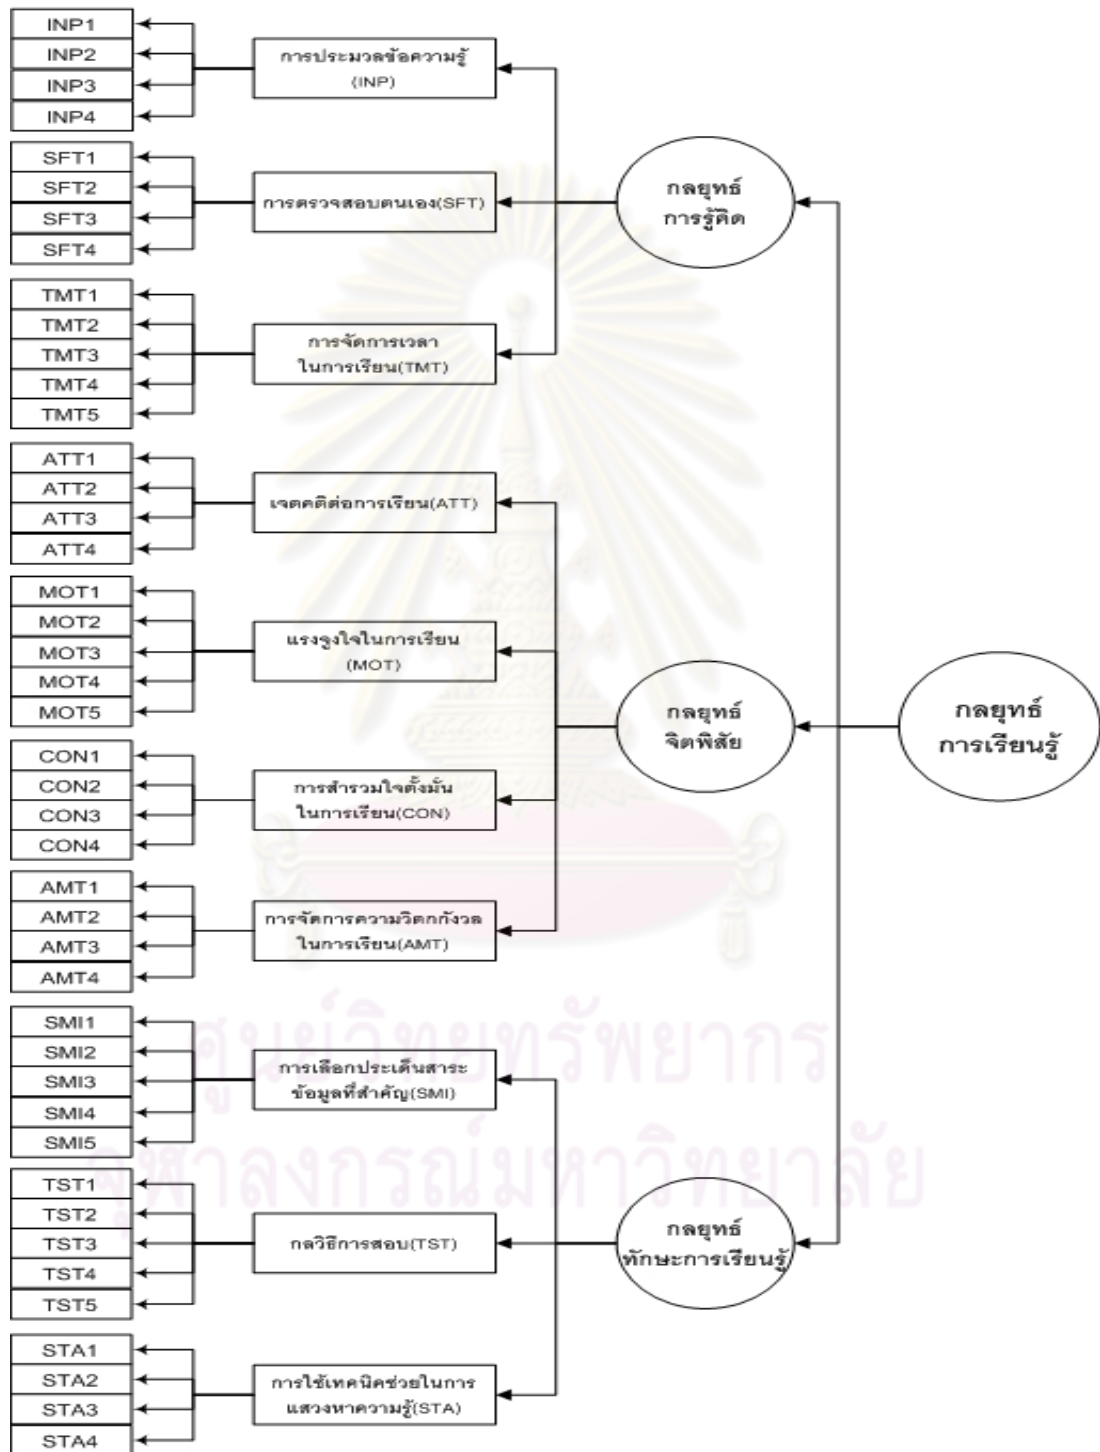 INP1
INP2
INP3
INP4
การประมวลข้อความรู้
(INP)
SFT1
SFT2
SFT3
SFT4
การตรวจสอบตนเอง(SFT)
กลยุทธ์
การรู้คิด
TMT1
TMT2
TMT3
TMT4
TMT5
การจัดการเวลา
ในการเรียน(TMT)
ATT1
ATT2
ATT3
ATT4
เจตคติต่อการเรียน(ATT)
MOT1
MOT2
MOT3
MOT4
MOT5
แรงจูงใจในการเรียน
(MOT)
กลยุทธ์
จิตพิสัย
กลยุทธ์
การเรียนรู้
CON1
CON2
CON3
CON4
การสำรวมใจตั้งมั่น
ในการเรียน(CON)
AMT1
AMT2
AMT3
AMT4
การจัดการความวิตกกังวล
ในการเรียน(AMT)
SMI1
SMI2
SMI3
SMI4
SMI5
การเลือกประเด็นสาระ
ข้อมูลที่สำคัญ(SMI)
ศูนย์วิทยทรัพยากร
จุฬาลงกรณ์มหาวิทยาลัย
TST1
TST2
TST3
TST4
TST5
กลวิธีการสอบ(TST)
กลยุทธ์
ทักษะการเรียนรู้
STA1
STA2
STA3
STA4
การใช้เทคนิคช่วยในการ
แสวงหาความรู้(STA)